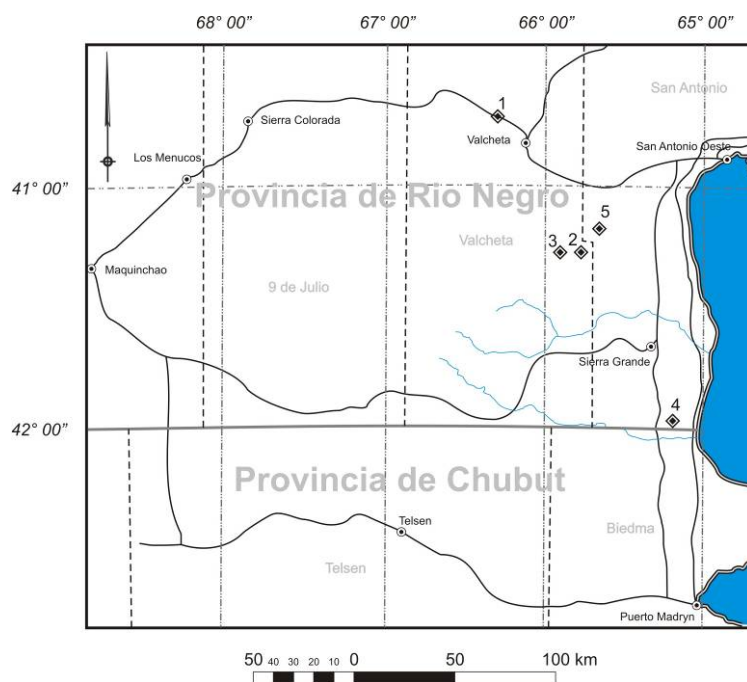 68° 00” 67° 00” 66° 00” 65° 00”
San Antonio
1
Sierra Colorada
Valcheta
San Antonio Oeste
Los Menucos
41° 00”
Provincia de Rio Negro
5
Valcheta
3 2
Maquinchao
9 de Julio
Sierra Grande
4
42° 00”
Provincia de Chubut
Telsen
Biedma
Telsen
Puerto Madryn
50 40 30 20 10 0 50 100 km